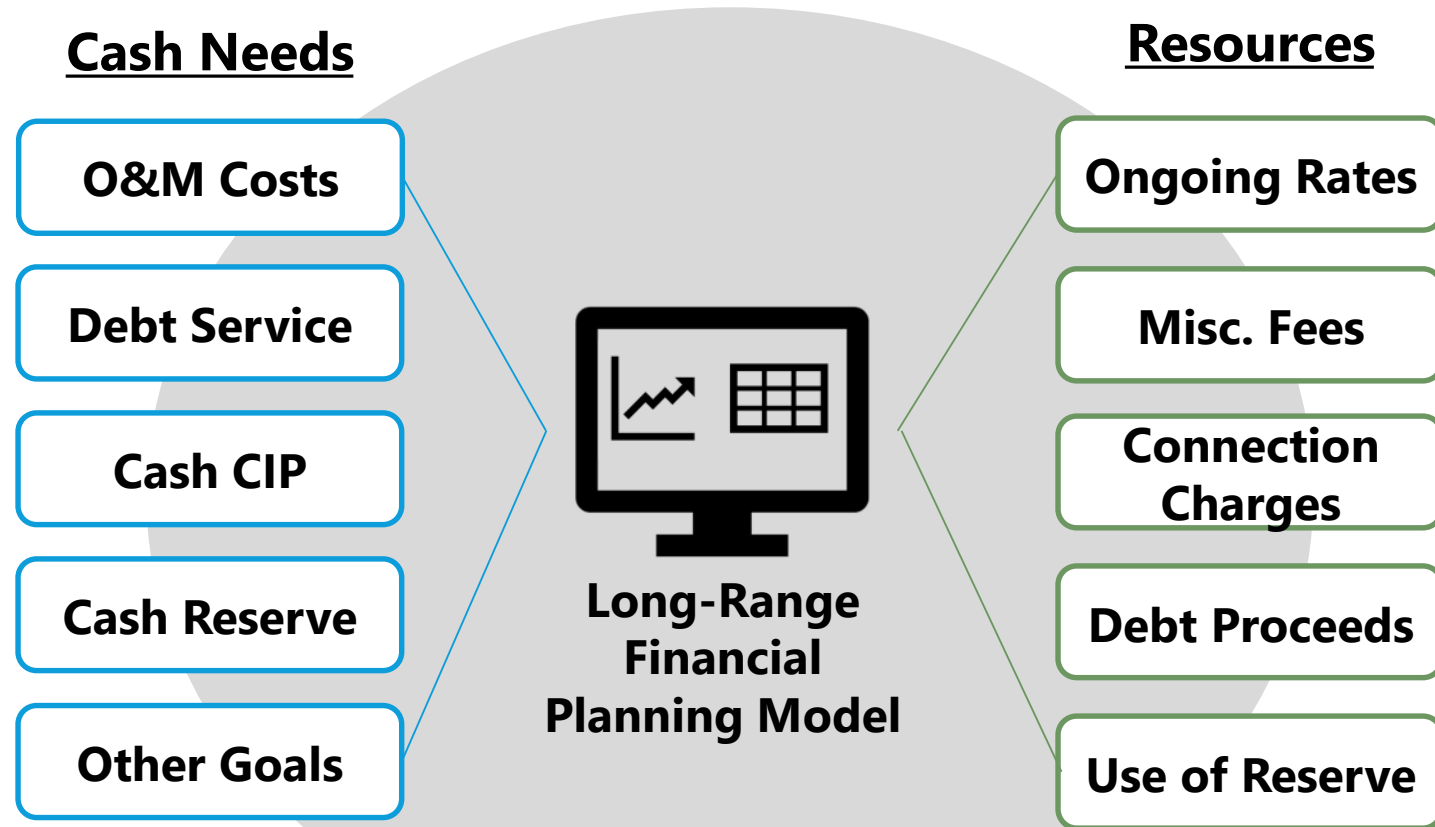 Cash Needs
O&M Costs
Debt Service
Cash CIP
Cash Reserve
Other Goals
Long-Range
Financial
Planning Model
Resources
Ongoing Rates
Misc. Fees
Connection
Charges
Debt Proceeds
Use of Reserve